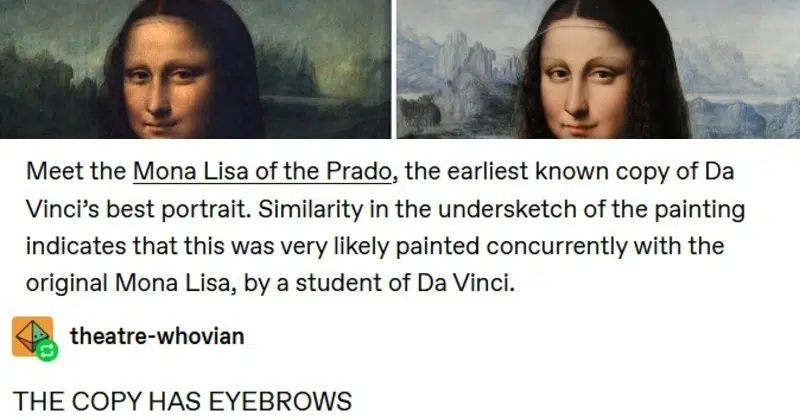 Meet the Mona Lisa of the Prado, the earliest known copy of Da
Vinci’s best portrait. Similarity in the undersketch of the painting
indicates that this was very likely painted concurrently with the
original Mona Lisa, by a student of Da Vinci.
theatre-whovian
THE COPY HAS EYEBROWS